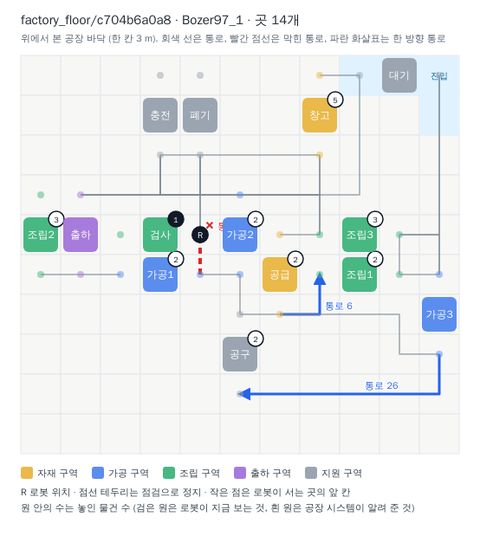 factory_floor/c704b6a0a8 · Bozer97_1 · 곳 14개
위에서 본 공장 바닥 (한 칸 3 m). 회색 선은 통로, 빨간 점선은 막힌 통로, 파란 화살표는 한 방향 통로
대기
충전
폐기
창고
5
조립2
3
출하
검사
1
R
가공2
2
조립3
3
가공1
2
공급
2
조립1
2
통로 6
가공3
공구
2
통로 26
자재 구역
가공 구역
조립 구역
출하 구역
지원 구역
R 로봇 위치 · 점선 테두리는 점검으로 정지 · 작은 점은 로봇이 서는 곳의 앞 칸
원 안의 수는 놓인 물건 수 (검은 원은 로봇이 지금 보는 것, 흰 원은 공장 시스템이 알려 준 것)